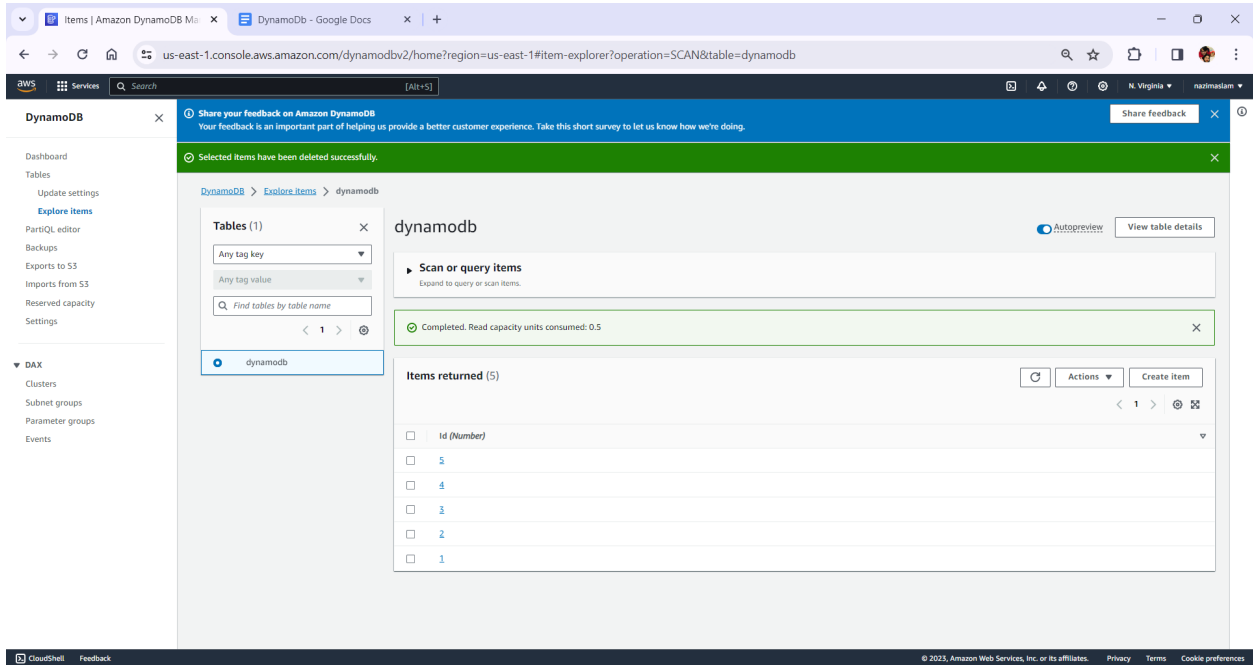 Items | Amazon DynamoDB Ma
DynamoDb - Google Docs
us-east-1.console.aws.amazon.com/dynamodbv2/home?region=us-east-1#item-explorer?operation=SCAN&table=dynamodb
aws
Services
Search
[Alt+S]
N. Virginia
nazimaslam
DynamoDB
Share your feedback on Amazon DynamoDB
Your feedback is an important part of helping us provide a better customer experience. Take this short survey to let us know how we're doing.
Share feedback
Selected items have been deleted successfully.
Dashboard
Tables
Update settings
Explore items
PartiQL editor
Backups
Exports to S3
Imports from S3
Reserved capacity
Settings
DAX
Clusters
Subnet groups
Parameter groups
Events
DynamoDB > Explore items > dynamodb
Tables (1)
Any tag key
Any tag value
Find tables by table name
1
dynamodb
dynamodb
Autopreview
View table details
Scan or query items
Expand to query or scan items.
Completed. Read capacity units consumed: 0.5
Items returned (5)
Actions
Create item
1
Id (Number)
5
4
3
2
1
CloudShell
Feedback
© 2023, Amazon Web Services, Inc. or its affiliates.
Privacy
Terms
Cookie preferences